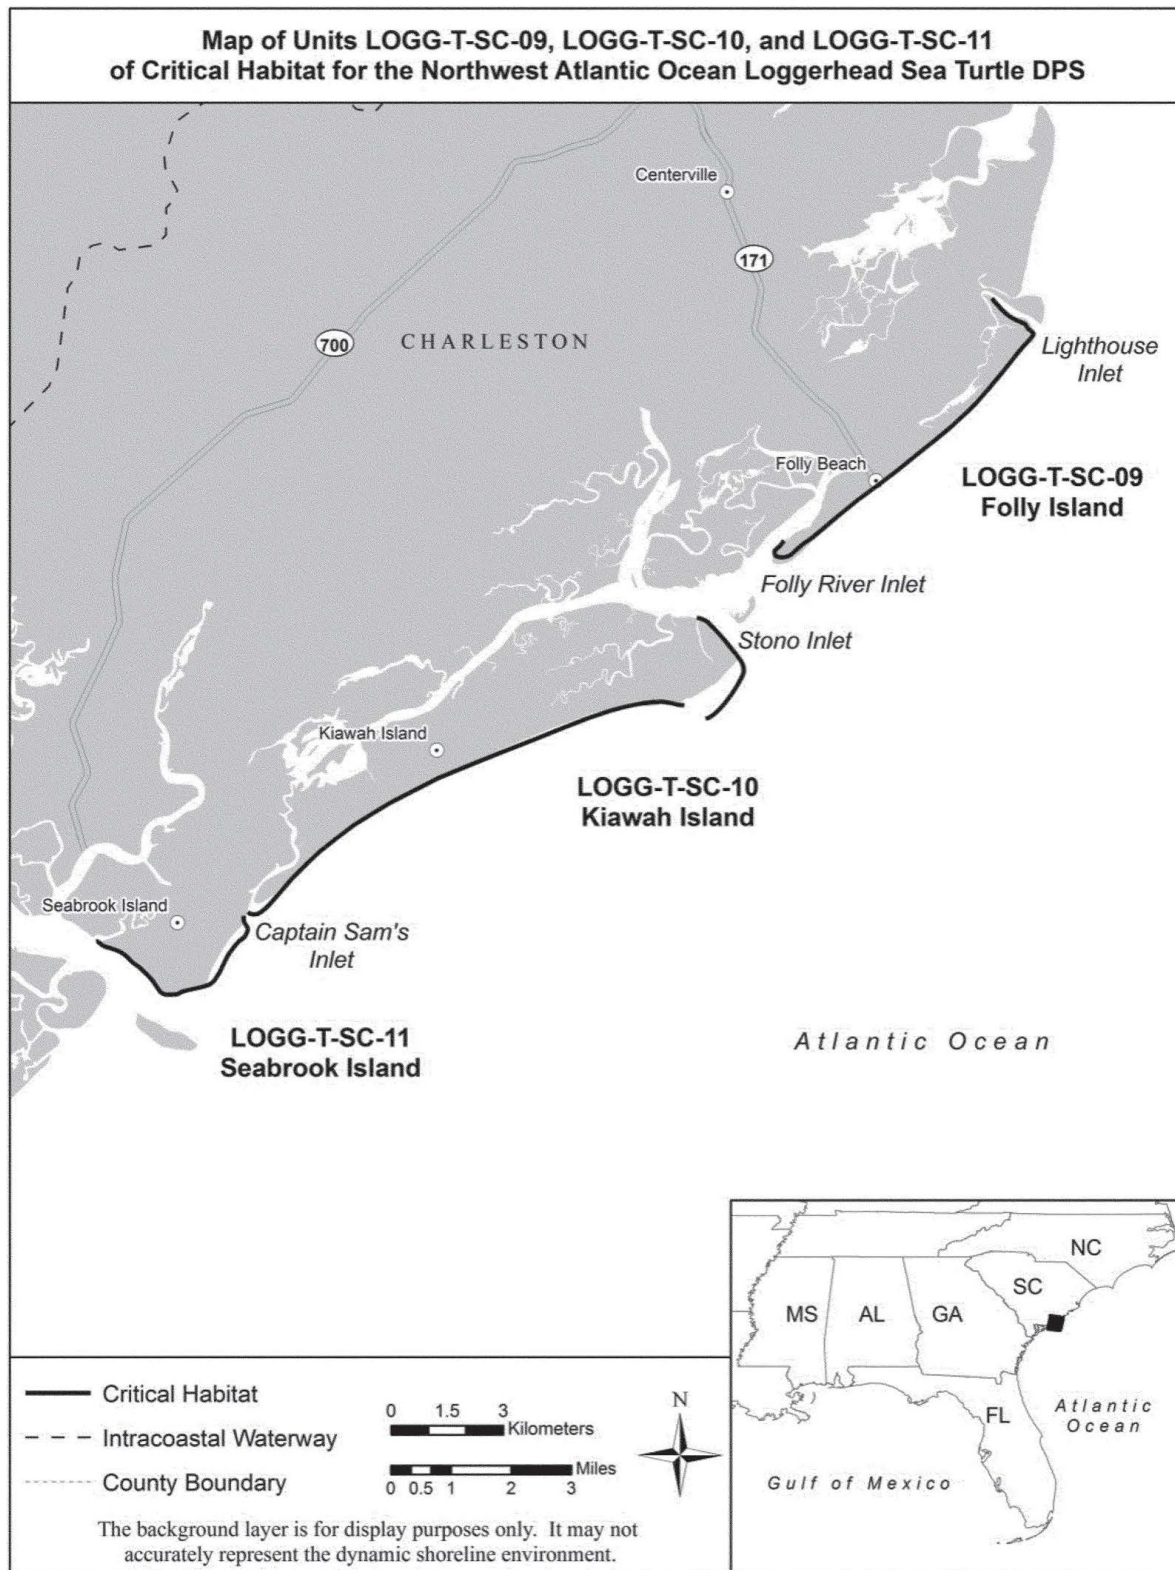 Map of Units LOGG-T-SC-09, LOGG-T-SC-10, and LOGG-T-SC-11
of Critical Habitat for the Northwest Atlantic Ocean Loggerhead Sea Turtle DPS
Centerville
171
700
CHARLESTON
Lighthouse
Inlet
Folly Beach
LOGG-T-SC-09
Folly Island
Folly River Inlet
Stono Inlet
Kiawah Island
LOGG-T-SC-10
Kiawah Island
Seabrook Island
Captain Sam's
Inlet
LOGG-T-SC-11
Seabrook Island
Atlantic Ocean
Critical Habitat
Intracoastal Waterway
County Boundary
0 1.5 3
Kilometers
Miles
0 0.5 1 2 3
N
The background layer is for display purposes only. It may not
accurately represent the dynamic shoreline environment.
NC
SC
MS
AL
GA
FL
Atlantic
Ocean
Gulf of Mexico